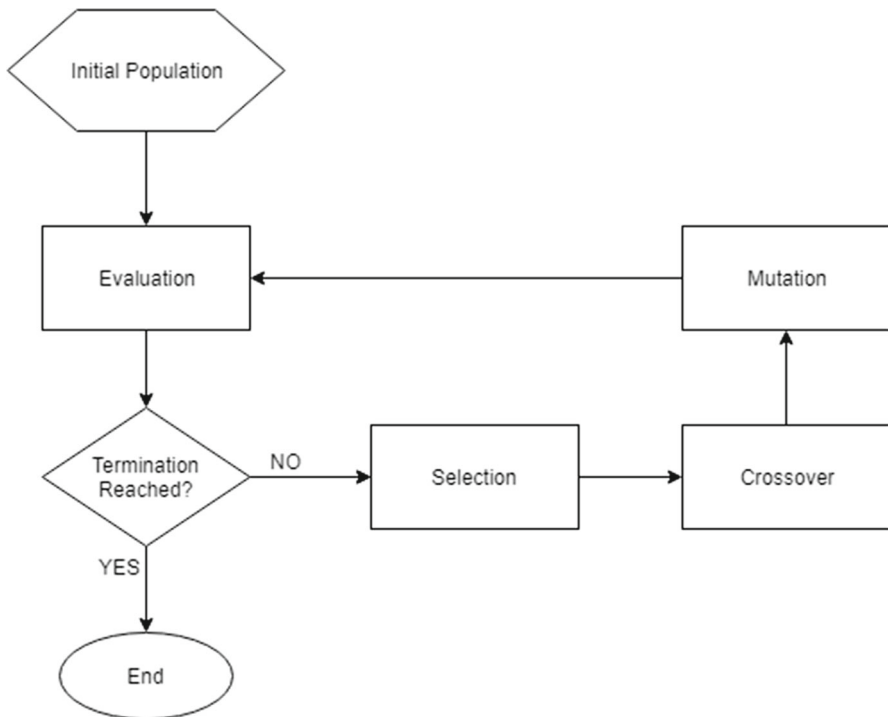 Initial Population
Evaluation
Mutation
Termination
Reached?
NO
Selection
Crossover
YES
End